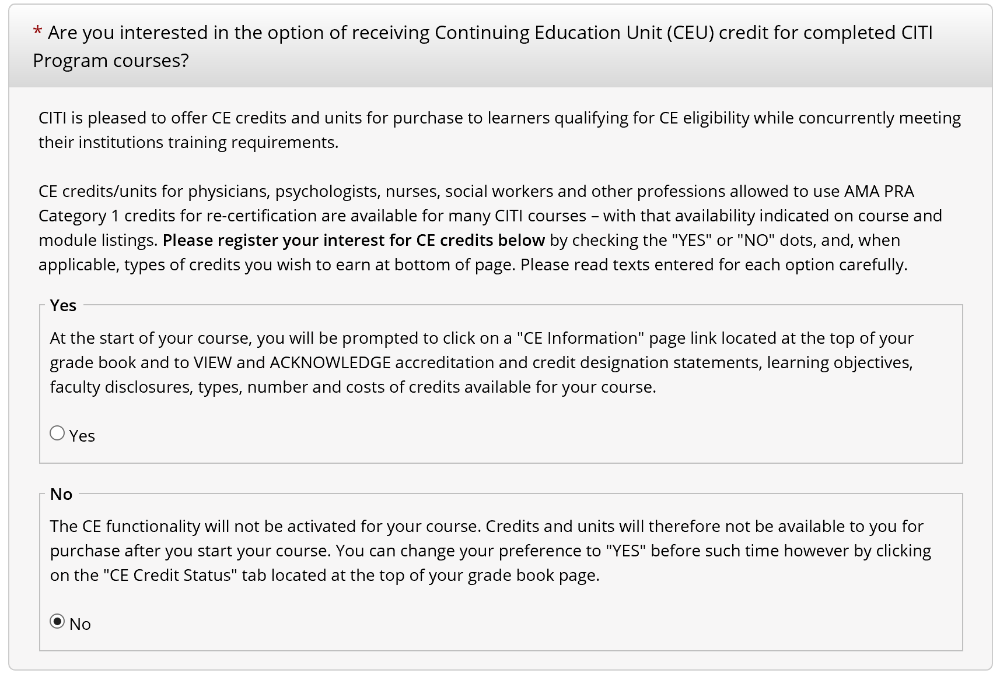 * Are you interested in the option of receiving Continuing Education Unit (CEU) credit for completed CITI
Program courses?
CITI is pleased to offer CE credits and units for purchase to learners qualifying for CE eligibility while concurrently meeting
their institutions training requirements.
CE credits/units for physicians, psychologists, nurses, social workers and other professions allowed to use AMA PRA
Category 1 credits for re-certification are available for many CITI courses – with that availability indicated on course and
module listings. Please register your interest for CE credits below by checking the "YES" or "NO" dots, and, when
applicable, types of credits you wish to earn at bottom of page. Please read texts entered for each option carefully.
Yes
At the start of your course, you will be prompted to click on a "CE Information" page link located at the top of your
grade book and to VIEW and ACKNOWLEDGE accreditation and credit designation statements, learning objectives,
faculty disclosures, types, number and costs of credits available for your course.
Yes
No
The CE functionality will not be activated for your course. Credits and units will therefore not be available to you for
purchase after you start your course. You can change your preference to "YES" before such time however by clicking
on the "CE Credit Status" tab located at the top of your grade book page.
No